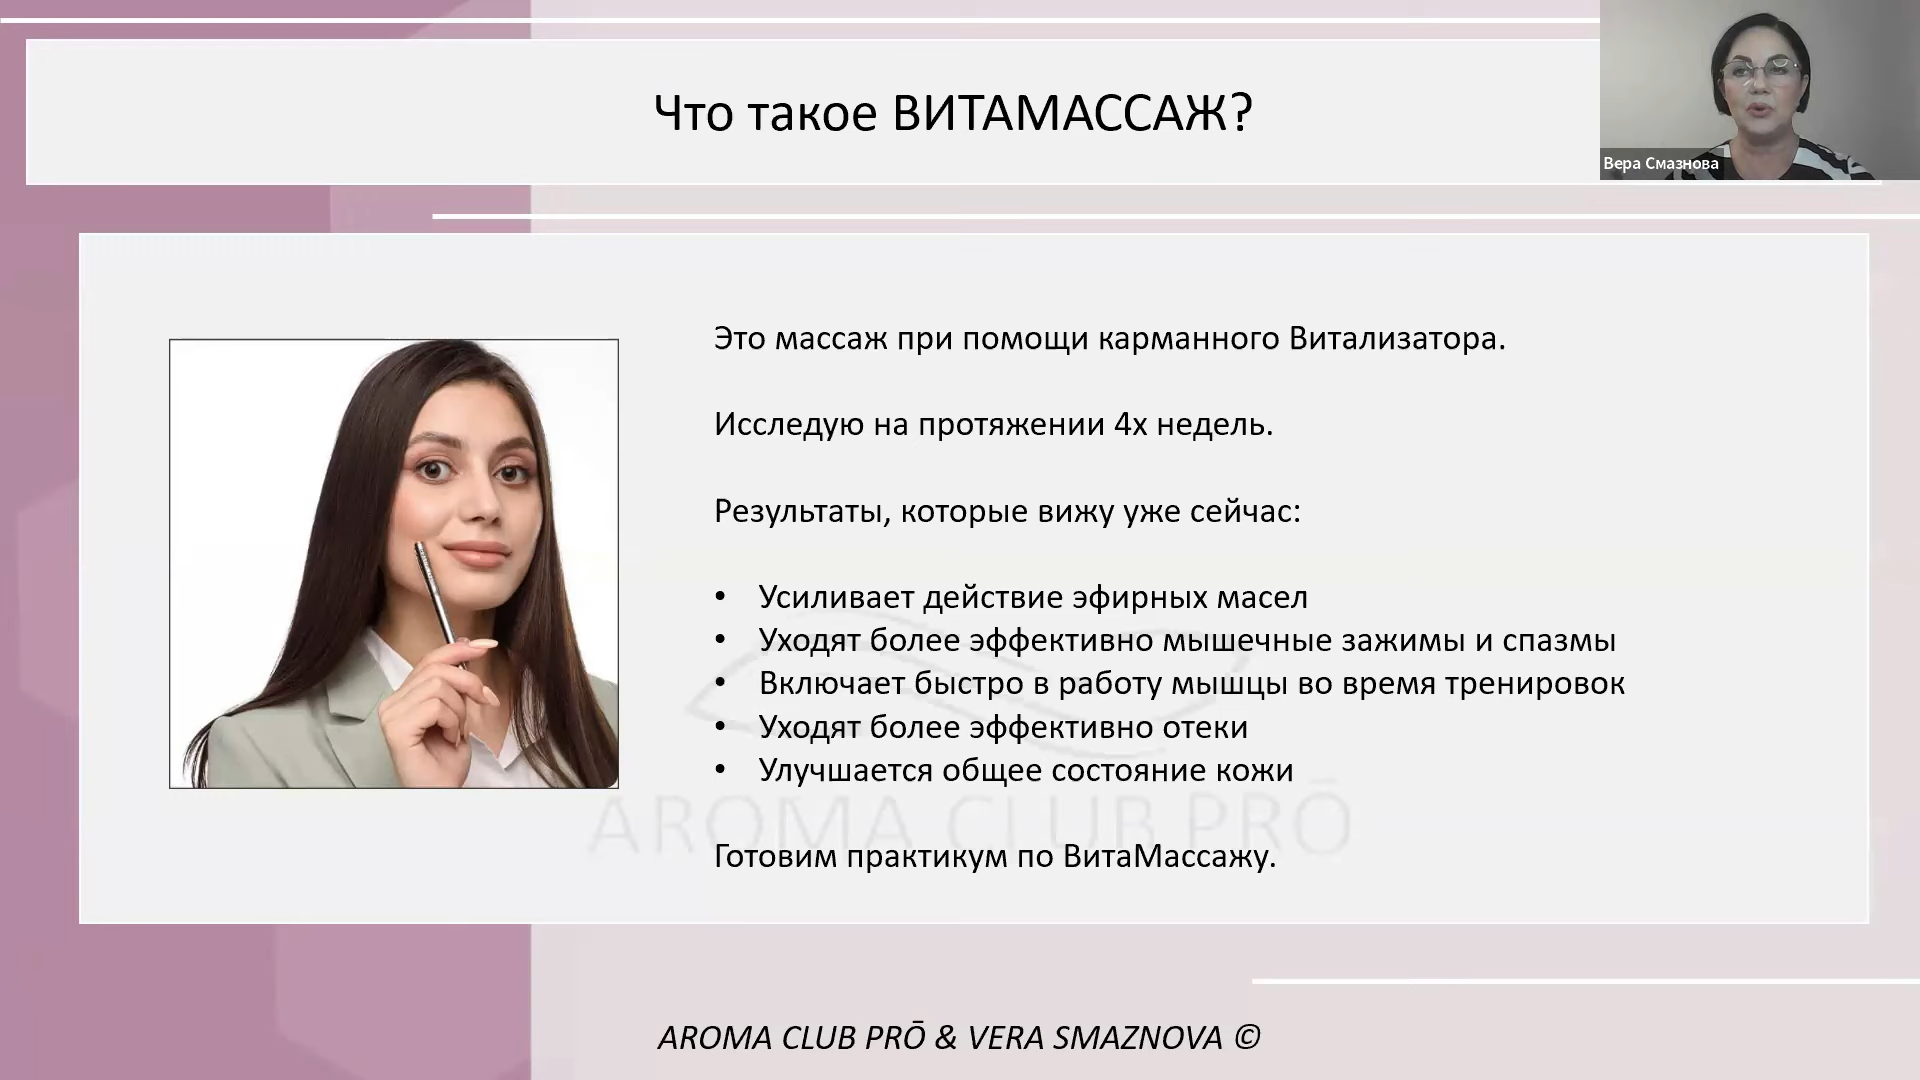 Что такое ВИТАМАССАЖ?
Вера Смазнова
Это массаж при помощи карманного Витализатора.
Исследую на протяжении 4х недель.
Результаты, которые вижу уже сейчас:
• Усиливает действие эфирных масел
• Уходят более эффективно мышечные зажимы и спазмы
• Включает быстро в работу мышцы во время тренировок
• Уходят более эффективно отеки
• Улучшается общее состояние кожи
AROMA CLUB PRŌ
Готовим практикум по ВитаМассажу.
AROMA CLUB PRŌ & VERA SMAZNOVA ©